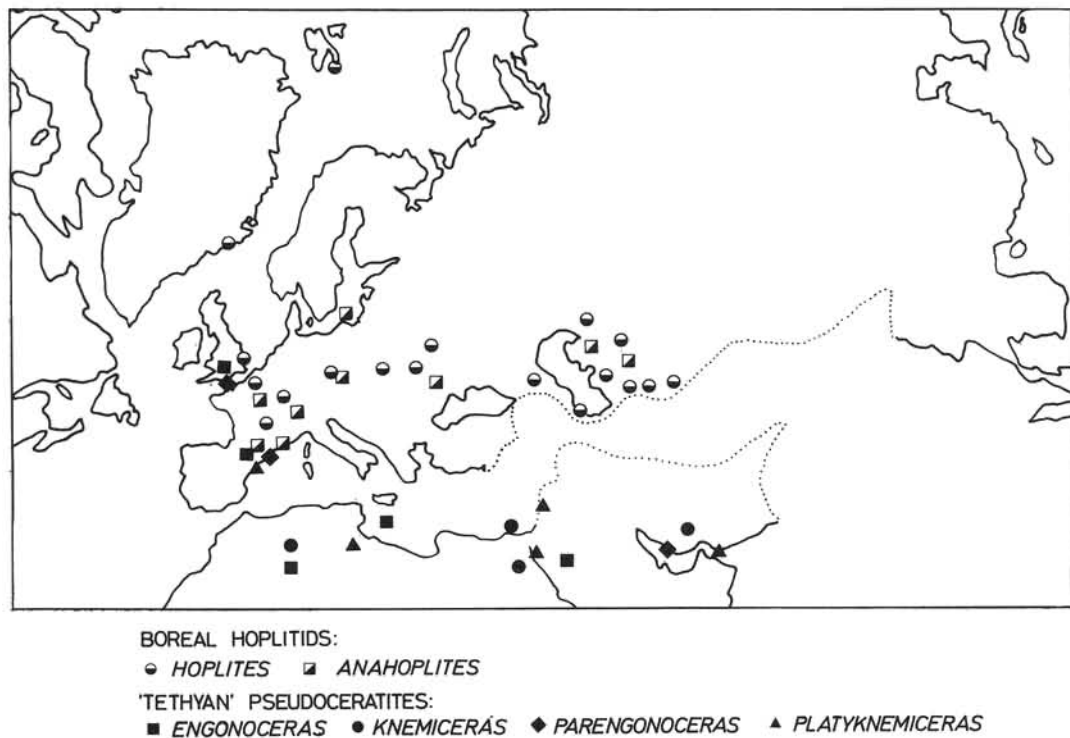 BOREAL HOPLITIDS:
HOPLITES ANAHOPLITES
'TETHYAN' PSEUDOCERATITES:
ENGONOCERAS KNEMICERAS PARENGONOCERAS PLATYKNEMICERAS